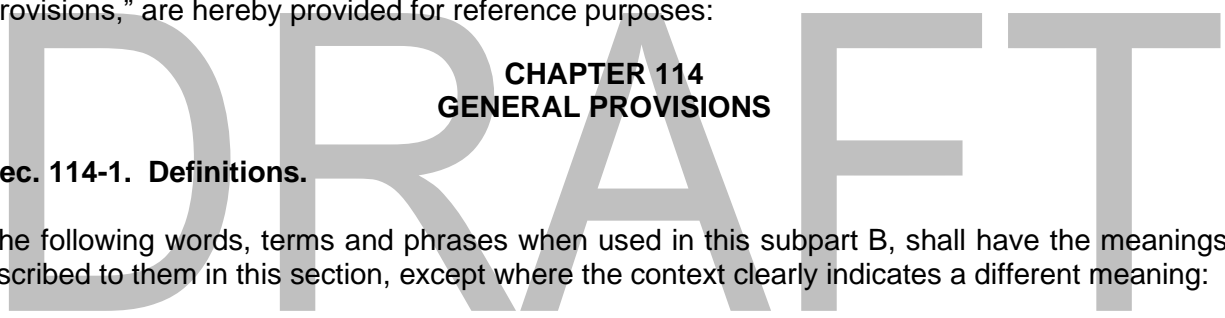 rovisions,” are hereby provided for reference purposes:
CHAPTER 114
GENERAL PROVISIONS
ec. 114-1. Definitions.
he following words, terms and phrases when used in this subpart B, shall have the meanings
scribed to them in this section, except where the context clearly indicates a different meaning:
DRAFT